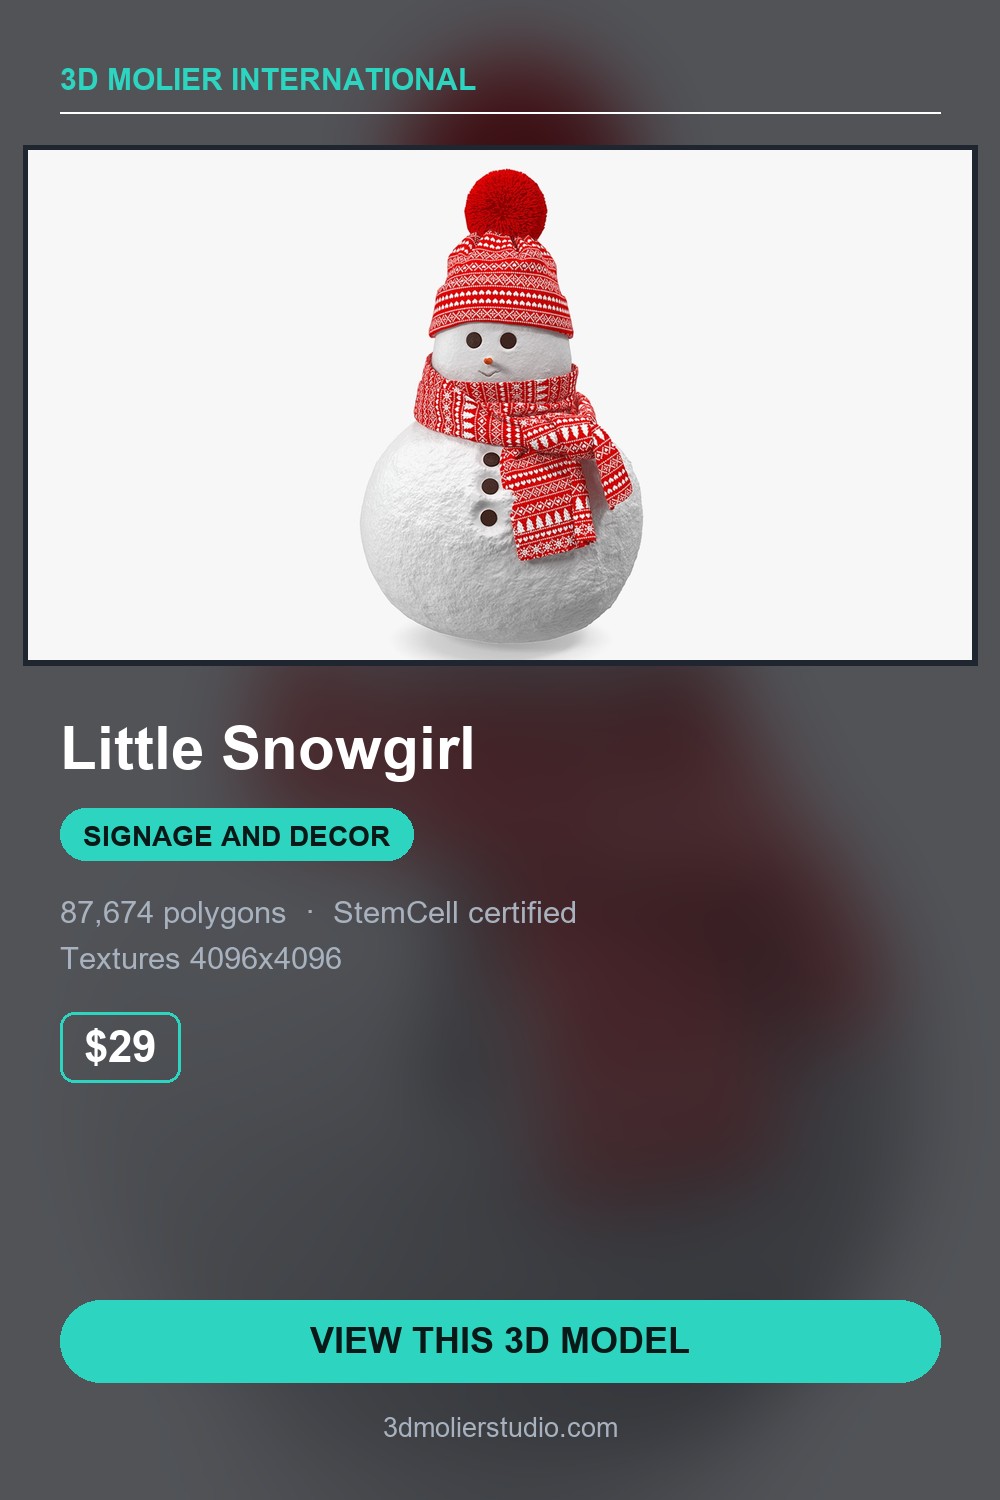 3D MOLIER INTERNATIONAL
Little Snowgirl
SIGNAGE AND DECOR
87,674 polygons · StemCell certified
Textures 4096x4096
$29
VIEW THIS 3D MODEL
3dmolierstudio.com